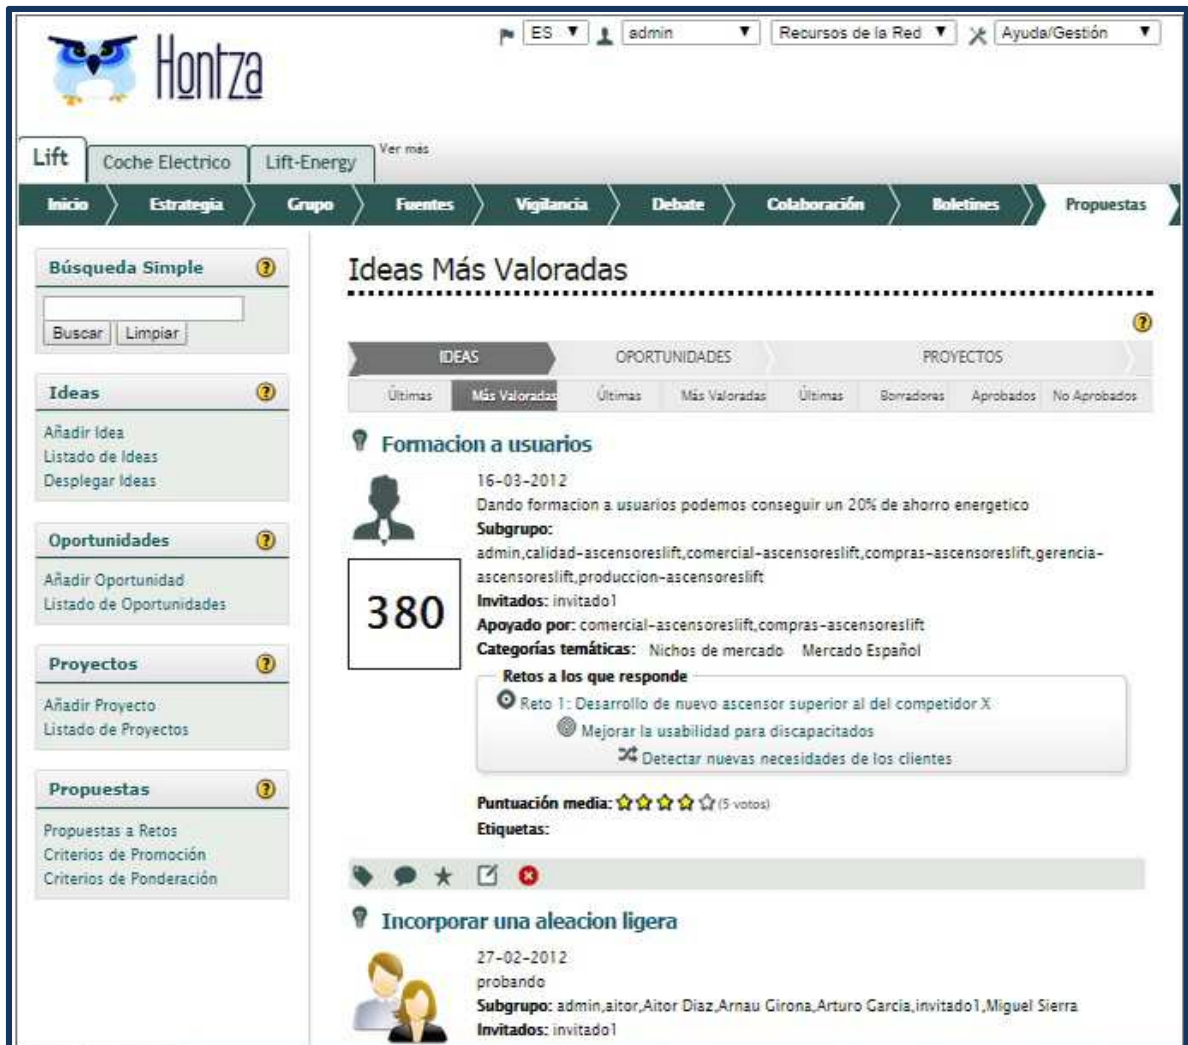 Hontza
ES admin Recursos de la Red Ayuda/Gestión
Lift Coche Electrico Lift-Energy Ver más
Inicio Estrategia Grupo Fuentes Vigilancia Debate Colaboración Boletines Propuestas
Búsqueda Simple ?
Buscar Limpiar
Ideas ?
Añadir Idea
Listado de Ideas
Desplegar Ideas
Oportunidades ?
Añadir Oportunidad
Listado de Oportunidades
Proyectos ?
Añadir Proyecto
Listado de Proyectos
Propuestas ?
Propuestas a Retos
Criterios de Promoción
Criterios de Ponderación
Ideas Más Valoradas
?
IDEAS OPORTUNIDADES PROYECTOS
Últimas Más Valoradas Últimas Más Valoradas Últimas Borradores Aprobados No Aprobados
Formacion a usuarios
16-03-2012
Dando formacion a usuarios podemos conseguir un 20% de ahorro energetico
Subgrupo:
admin,calidad-ascensoreslift,comercial-ascensoreslift,compras-ascensoreslift,gerencia-
ascensoreslift,produccion-ascensoreslift
380
Invitados: invitado1
Apoyado por: comercial-ascensoreslift,compras-ascensoreslift
Categorías temáticas: Nichos de mercado Mercado Español
Retos a los que responde
Reto 1: Desarrollo de nuevo ascensor superior al del competidor X
Mejorar la usabilidad para discapacitados
Detectar nuevas necesidades de los clientes
Puntuación media: (5 votos)
Etiquetas:
Incorporar una aleacion ligera
27-02-2012
probando
Subgrupo: admin,aitor,Aitor Diaz,Arnau Girona,Arturo Garcia,invitado1,Miguel Sierra
Invitados: invitado1